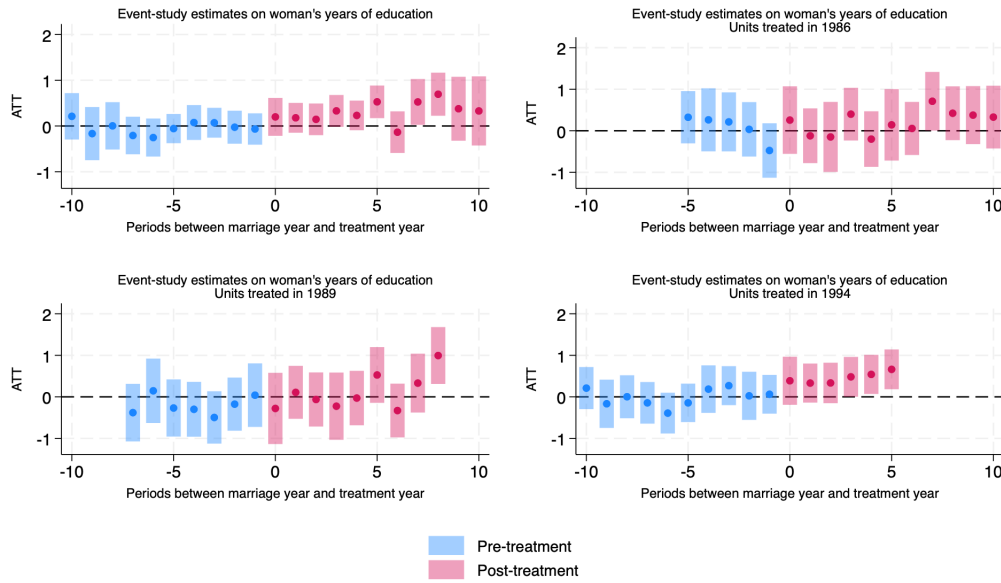 Event-study estimates on woman's years of education
2
1
0
-1
ATT
-10
-5
0
5
10
Periods between marriage year and treatment year
Event-study estimates on woman's years of education
Units treated in 1986
2
1
0
-1
ATT
-10
-5
0
5
10
Periods between marriage year and treatment year
Event-study estimates on woman's years of education
Units treated in 1989
2
1
0
-1
ATT
-10
-5
0
5
10
Periods between marriage year and treatment year
Event-study estimates on woman's years of education
Units treated in 1994
2
1
0
-1
ATT
-10
-5
0
5
10
Periods between marriage year and treatment year
Pre-treatment
Post-treatment